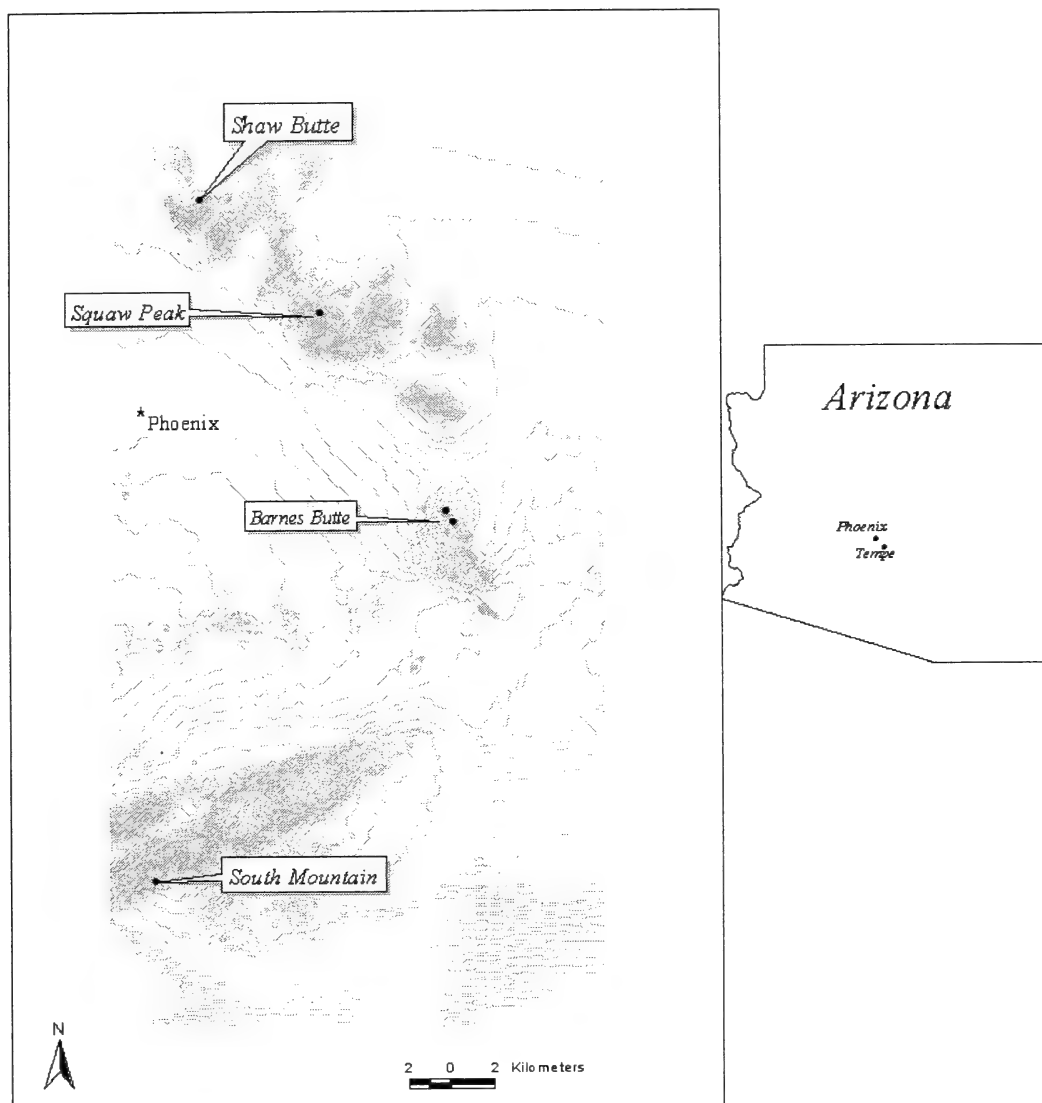 Shaw Butte
Squaw Peak
*Phoenix
Barnes Butte
South Mountain
N
2 0 2 Kilometers
Arizona
Phoenix
Tempe